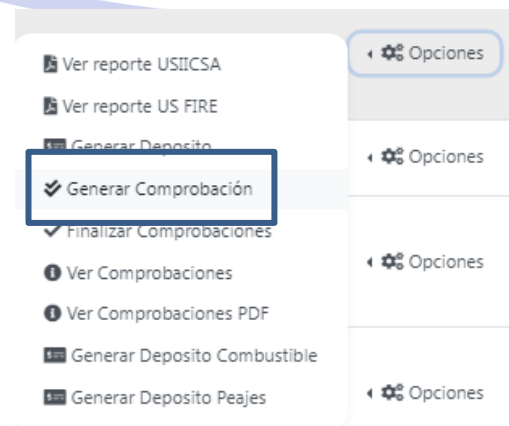 Ver reporte USIICSA
Opciones
Ver reporte US FIRE
Generar Deposito
Opciones
Generar Comprobación
Finalizar Comprobaciones
Ver Comprobaciones
Opciones
Ver Comprobaciones PDF
Generar Deposito Combustible
Generar Deposito Peajes
Opciones